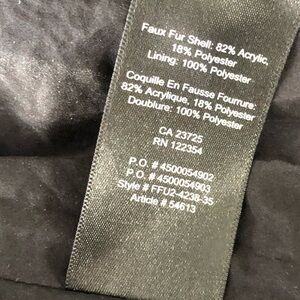 Faux Fur Shell: 82% Acrylic,
18% Polyester
Lining: 100% Polyester
Coquille En Fausse Fourrure:
82% Acrylique, 18% Polyester
Doublure: 100% Polyester
CA 23725
RN 122354
P.O. # 4500054902
P.O. # 4500054903
Style # FFU2-4236-35
Article # 54613